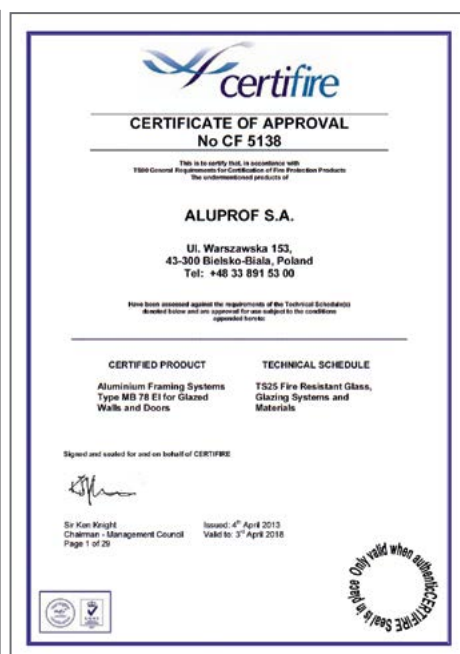 certifire
CERTIFICATE OF APPROVAL
No CF 5138
This is to certify that, in accordance with
TS00 General Requirements for Certification of Fire Protection Products
The undermentioned products of
ALUPROF S.A.
Ul. Warszawska 153,
43-300 Bielsko-Biala, Poland
Tel: +48 33 891 53 00
Have been assessed against the requirements of the Technical Schedule(s)
denoted below and are approved for use subject to the conditions
appended hereto:
CERTIFIED PRODUCT
Aluminium Framing Systems
Type MB 78 EI for Glazed
Walls and Doors
TECHNICAL SCHEDULE
TS25 Fire Resistant Glass,
Glazing Systems and
Materials
Signed and sealed for and on behalf of CERTIFIRE
Sir Ken Knight
Chairman - Management Council
Page 1 of 29
Issued: 4th April 2013
Valid to: 3rd April 2018
Only valid when authentic CERTIFIRE Seal is in place